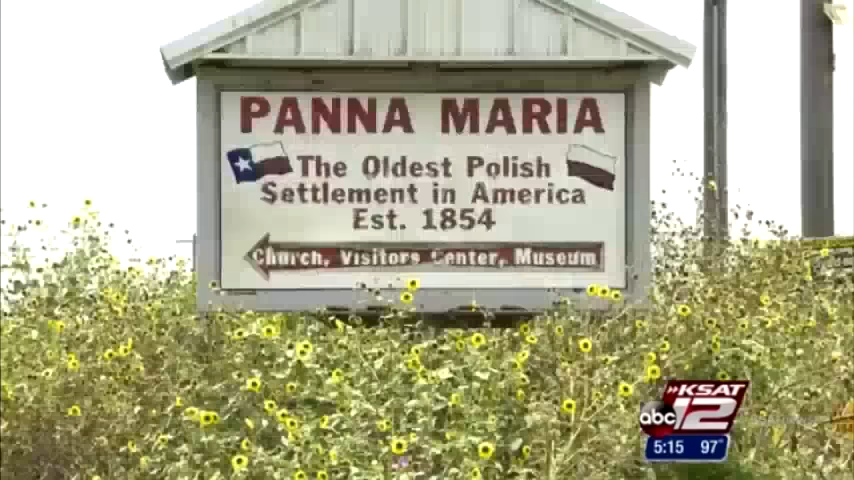 PANNA MARIA
The Oldest Polish
Settlement in America
Est. 1854
Church, Visitors Center, Museum
»KSAT
abc 12
5:15 97°